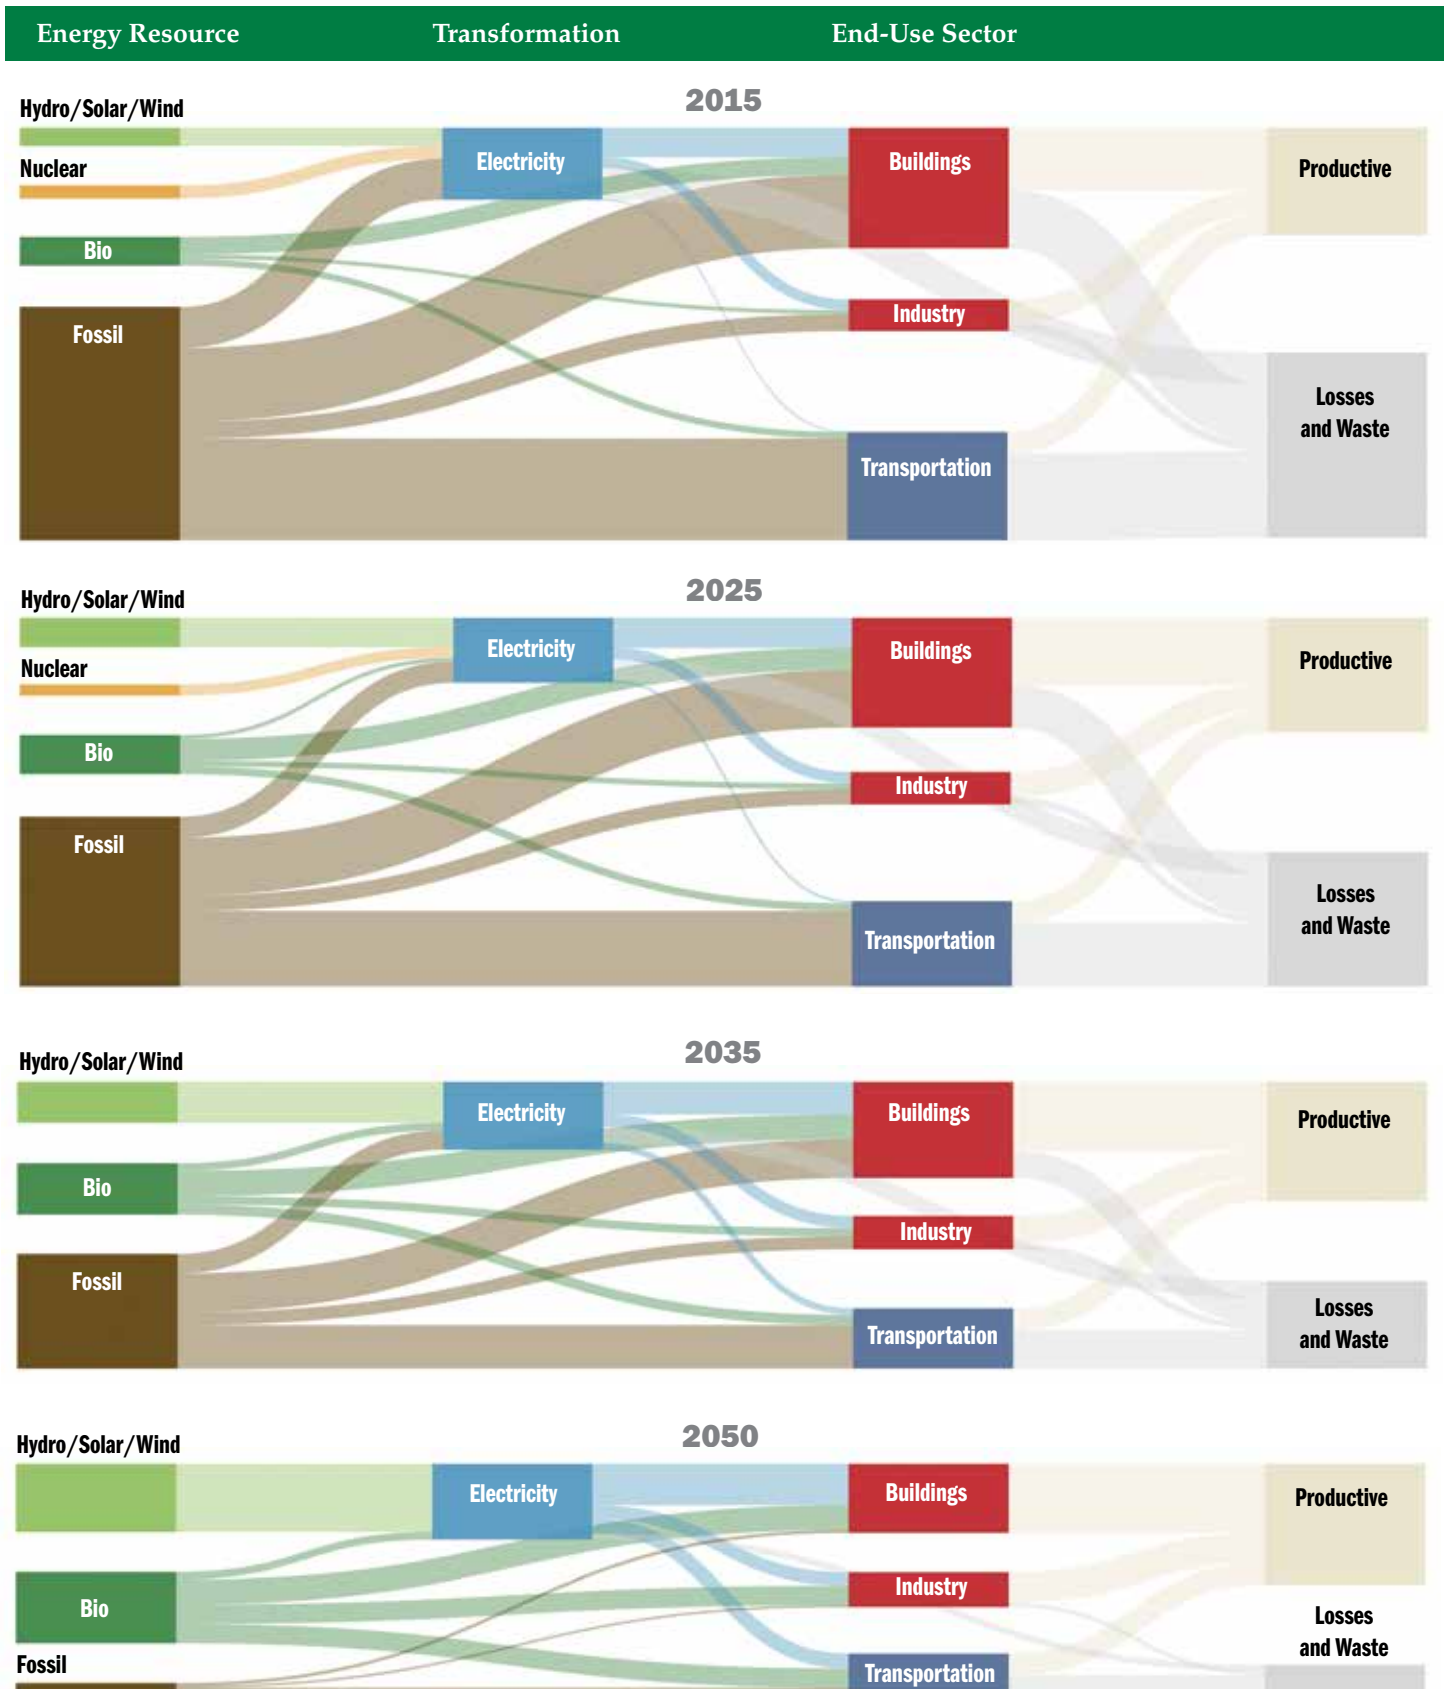 Energy Resource Transformation End-Use Sector
2015
Hydro/Solar/Wind
Nuclear
Bio
Fossil
Electricity
Buildings
Industry
Transportation
Productive
Losses
and Waste
2025
Hydro/Solar/Wind
Nuclear
Bio
Fossil
Electricity
Buildings
Industry
Transportation
Productive
Losses
and Waste
2035
Hydro/Solar/Wind
Bio
Fossil
Electricity
Buildings
Industry
Transportation
Productive
Losses
and Waste
2050
Hydro/Solar/Wind
Bio
Fossil
Electricity
Buildings
Industry
Transportation
Productive
Losses
and Waste